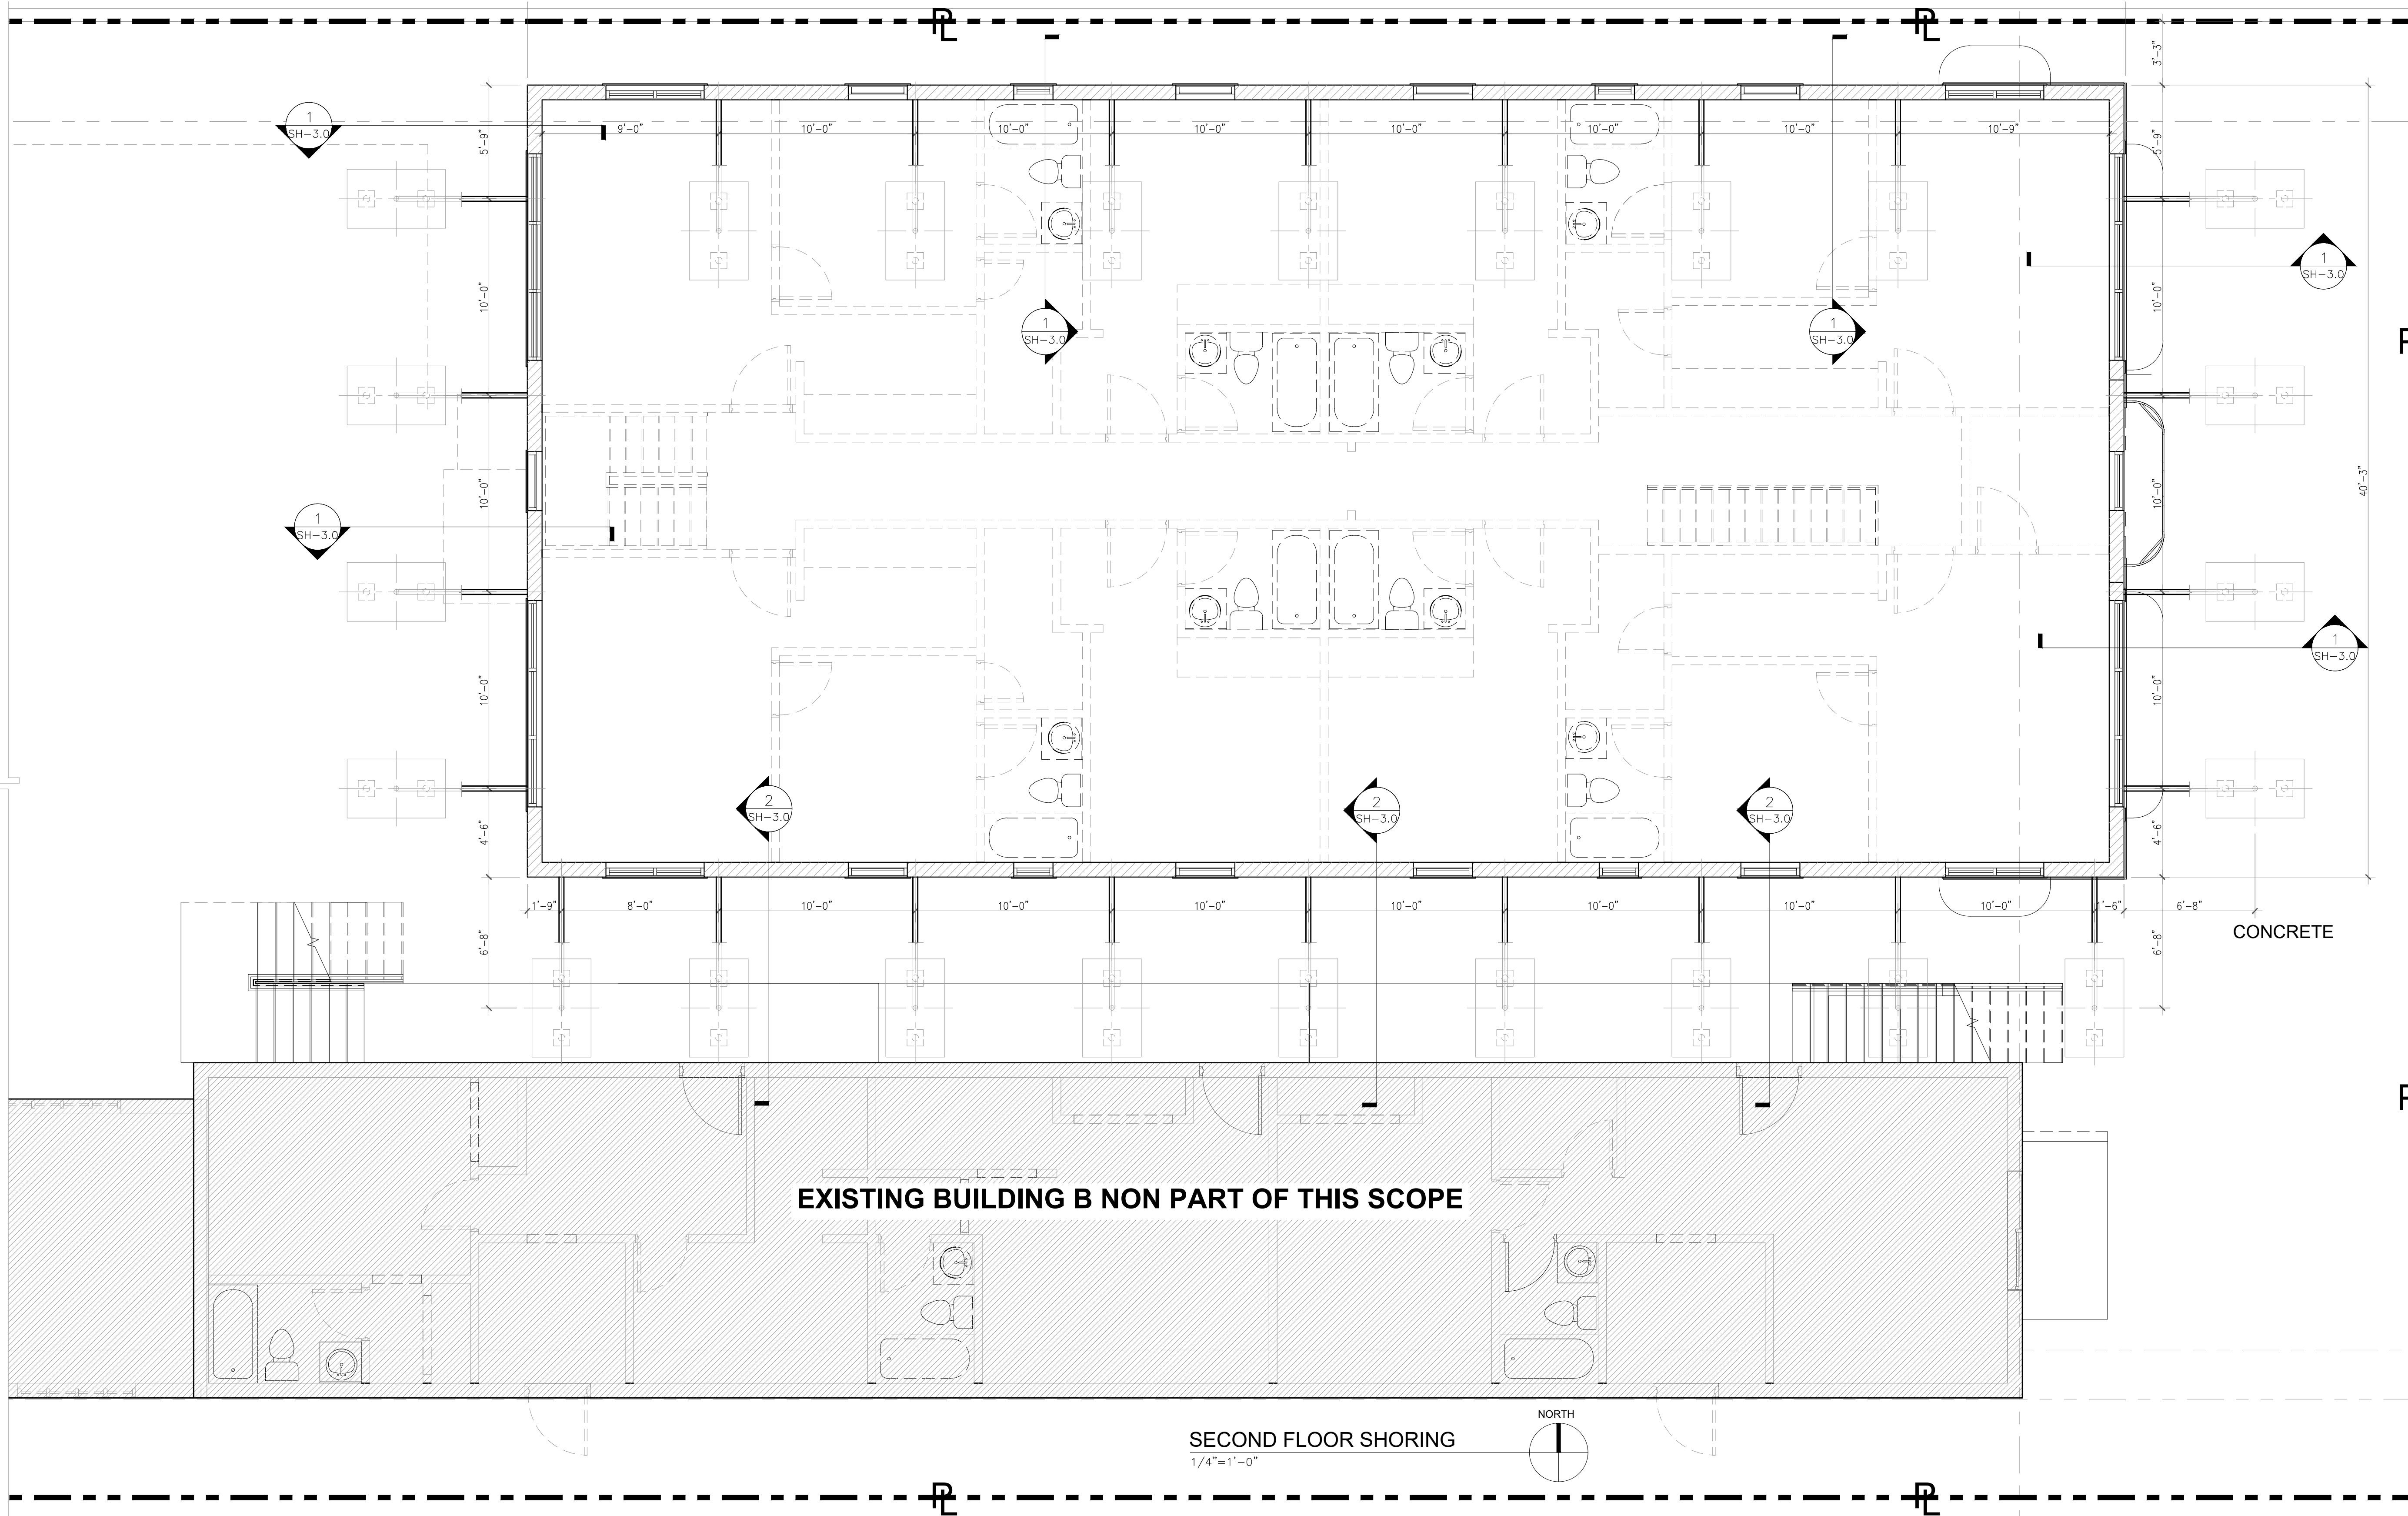 PL
PL
3'-3"
1
SH-3.0
5'-9"
9'-0"
10'-0"
10'-0"
10'-0"
10'-0"
10'-0"
10'-0"
10'-9"
5'-9"
1
SH-3.0
10'-0"
10'-0"
1
SH-3.0
1
SH-3.0
P
1
SH-3.0
10'-0"
10'-0"
40'-3"
1
SH-3.0
10'-0"
10'-0"
2
SH-3.0
2
SH-3.0
2
SH-3.0
4'-6"
4'-6"
1'-9"
8'-0"
10'-0"
10'-0"
10'-0"
10'-0"
10'-0"
10'-0"
10'-0"
1'-6"
6'-8"
CONCRETE
6'-8"
6'-8"
P
EXISTING BUILDING B NON PART OF THIS SCOPE
NORTH
SECOND FLOOR SHORING
1/4"=1'-0"
PL
PL